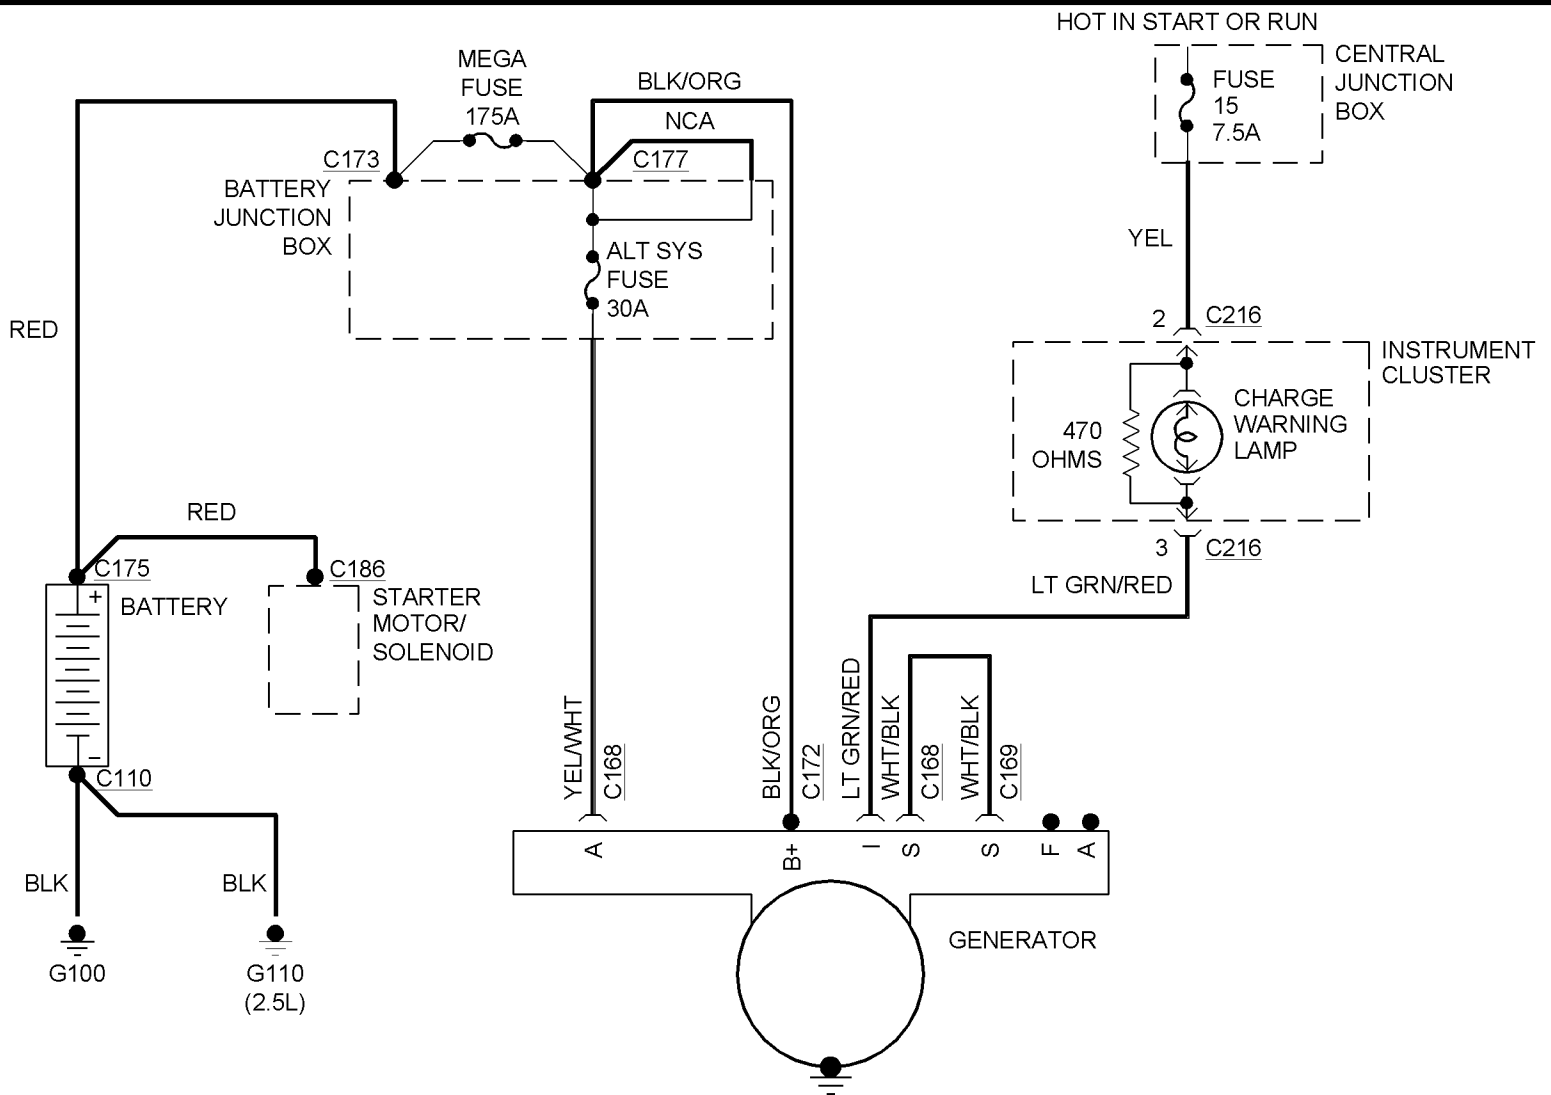 HOT IN START OR RUN
CENTRAL
JUNCTION
BOX
FUSE
15
7.5A
MEGA
FUSE
175A
BLK/ORG
NCA
C173
C177
BATTERY
JUNCTION
BOX
ALT SYS
FUSE
30A
YEL
RED
2
C216
INSTRUMENT
CLUSTER
CHARGE
WARNING
LAMP
470
OHMS
3
C216
LT GRN/RED
RED
C175
C186
+
BATTERY
STARTER
MOTOR/
SOLENOID
–
C110
YEL/WHT
C168
BLK/ORG
C172
LT GRN/RED
WHT/BLK
C168
WHT/BLK
C169
A
B+
I
S
S
F
A
BLK
BLK
GENERATOR
G100
G110
(2.5L)